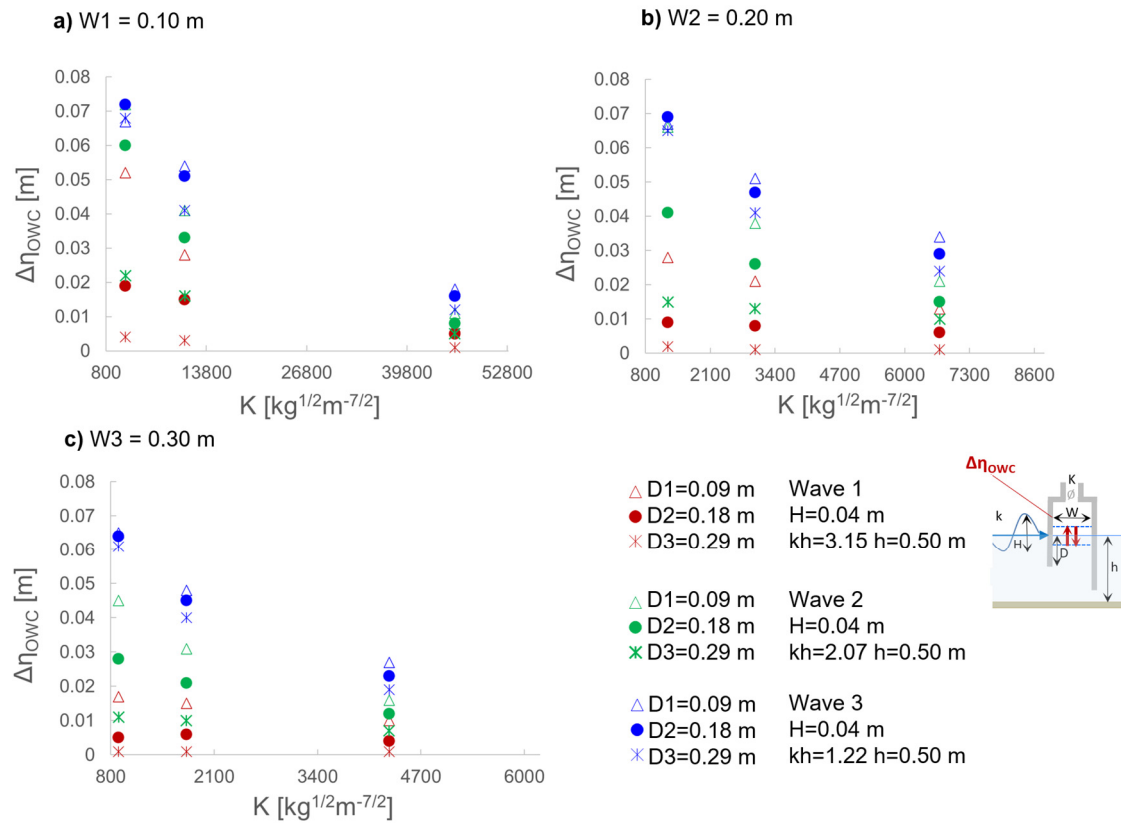 a) W1 = 0.10 m
0.08
0.07
0.06
0.05
0.04
0.03
0.02
0.01
0
ΔηOWC [m]
800 13800 26800 39800 52800
K [kg^1/2m^-7/2]
b) W2 = 0.20 m
0.08
0.07
0.06
0.05
0.04
0.03
0.02
0.01
0
ΔηOWC [m]
800 2100 3400 4700 6000 7300 8600
K [kg^1/2m^-7/2]
c) W3 = 0.30 m
0.08
0.07
0.06
0.05
0.04
0.03
0.02
0.01
0
ΔηOWC [m]
800 2100 3400 4700 6000
K [kg^1/2m^-7/2]
D1=0.09 m Wave 1
D2=0.18 m H=0.04 m
D3=0.29 m kh=3.15 h=0.50 m
D1=0.09 m Wave 2
D2=0.18 m H=0.04 m
D3=0.29 m kh=2.07 h=0.50 m
D1=0.09 m Wave 3
D2=0.18 m H=0.04 m
D3=0.29 m kh=1.22 h=0.50 m
ΔηOWC
K
Ø
W
k
H
D
h